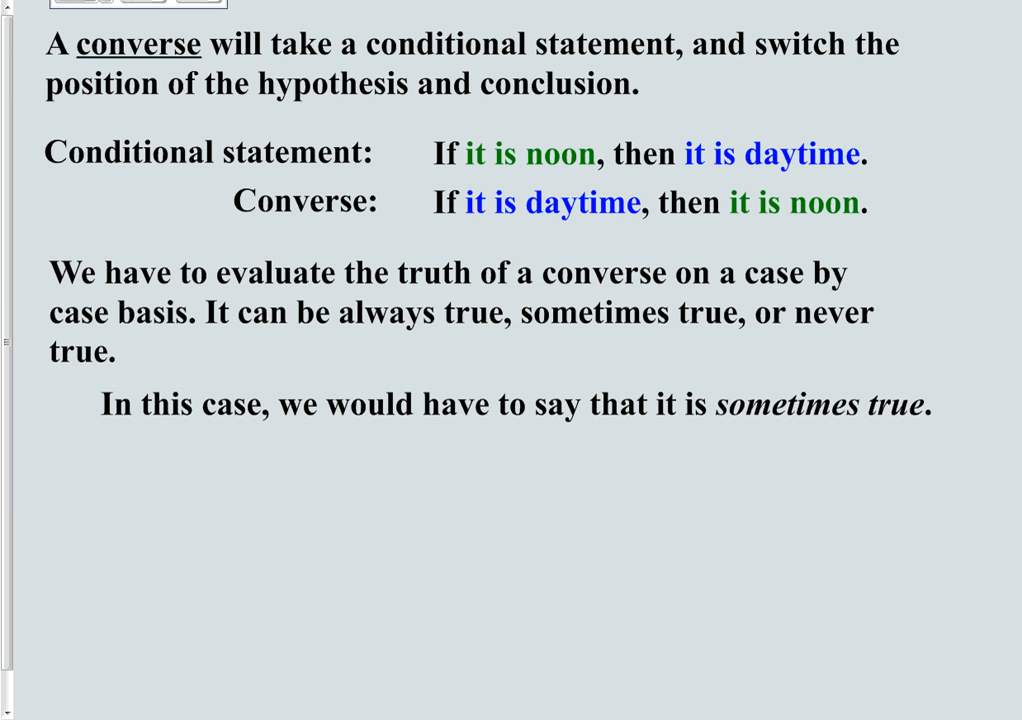 A converse will take a conditional statement, and switch the
position of the hypothesis and conclusion.
Conditional statement: If it is noon, then it is daytime.
Converse: If it is daytime, then it is noon.
We have to evaluate the truth of a converse on a case by
case basis. It can be always true, sometimes true, or never
true.
In this case, we would have to say that it is sometimes true.